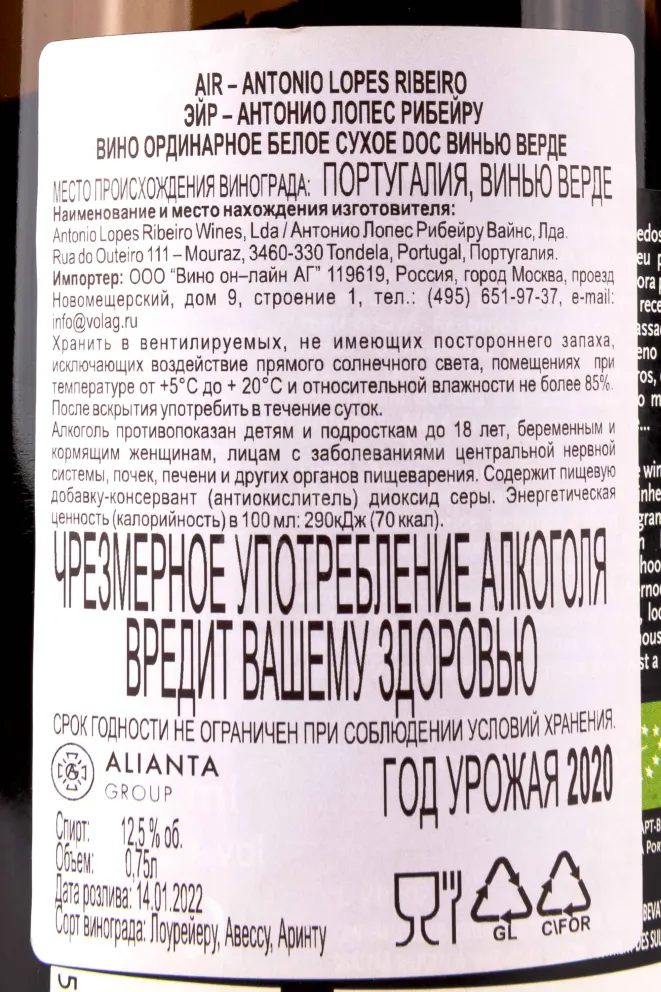 AIR – ANTONIO LOPES RIBEIRO
ЭЙР – АНТОНИО ЛОПЕС РИБЕЙРУ
ВИНО ОРДИНАРНОЕ БЕЛОЕ СУХОЕ DOC ВИНЬЮ ВЕРДЕ
МЕСТО ПРОИСХОЖДЕНИЯ ВИНОГРАДА: ПОРТУГАЛИЯ, ВИНЬЮ ВЕРДЕ
Наименование и место нахождения изготовителя:
Antonio Lopes Ribeiro Wines, Lda / Антонио Лопес Рибейру Вайнс, Лда.
Rua do Outeiro 111 – Mouraz, 3460-330 Tondela, Portugal, Португалия.
Импортер: ООО “Вино он–лайн АГ” 119619, Россия, город Москва, проезд
Новомещерский, дом 9, строение 1, тел.: (495) 651-97-37, e-mail:
info@volag.ru
Хранить в вентилируемых, не имеющих постороннего запаха,
исключающих воздействие прямого солнечного света, помещениях при
температуре от +5°С до + 20°С и относительной влажности не более 85%.
После вскрытия употребить в течение суток.
Алкоголь противопоказан детям и подросткам до 18 лет, беременным и
кормящим женщинам, лицам с заболеваниями центральной нервной
системы, почек, печени и других органов пищеварения. Содержит пищевую
добавку-консервант (антиокислитель) диоксид серы. Энергетическая
ценность (калорийность) в 100 мл: 290кДж (70 ккал).
ЧРЕЗМЕРНОЕ УПОТРЕБЛЕНИЕ АЛКОГОЛЯ
ВРЕДИТ ВАШЕМУ ЗДОРОВЬЮ
СРОК ГОДНОСТИ НЕ ОГРАНИЧЕН ПРИ СОБЛЮДЕНИИ УСЛОВИЙ ХРАНЕНИЯ.
ALIANTA
GROUP
ГОД УРОЖАЯ 2020
Спирт: 12,5 % об.
Объем: 0,75л
Дата розлива: 14.01.2022
Сорт винограда: Лоурейеру, Авессу, Аринту
GL
C\FOR
5